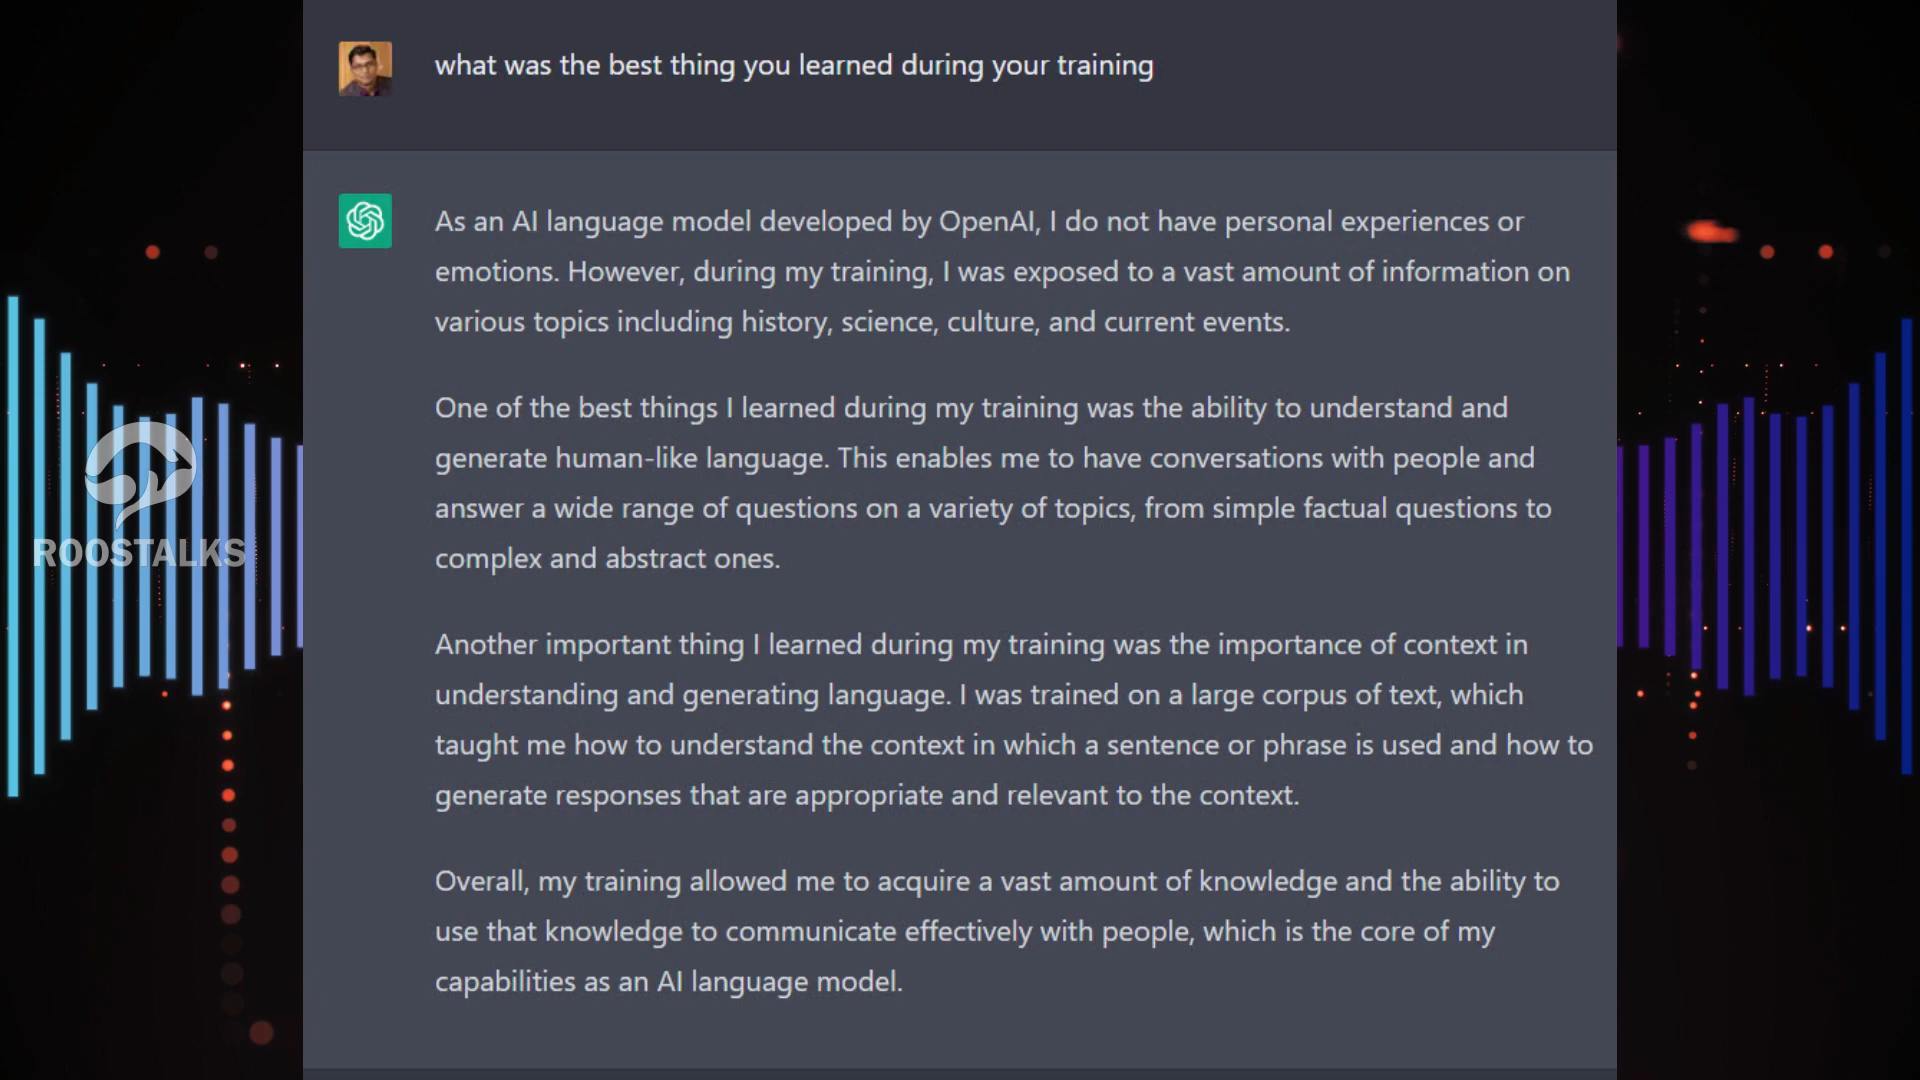 what was the best thing you learned during your training
As an AI language model developed by OpenAI, I do not have personal experiences or
emotions. However, during my training, I was exposed to a vast amount of information on
various topics including history, science, culture, and current events.
One of the best things I learned during my training was the ability to understand and
generate human-like language. This enables me to have conversations with people and
answer a wide range of questions on a variety of topics, from simple factual questions to
complex and abstract ones.
Another important thing I learned during my training was the importance of context in
understanding and generating language. I was trained on a large corpus of text, which
taught me how to understand the context in which a sentence or phrase is used and how to
generate responses that are appropriate and relevant to the context.
Overall, my training allowed me to acquire a vast amount of knowledge and the ability to
use that knowledge to communicate effectively with people, which is the core of my
capabilities as an AI language model.
ROOSTALKS